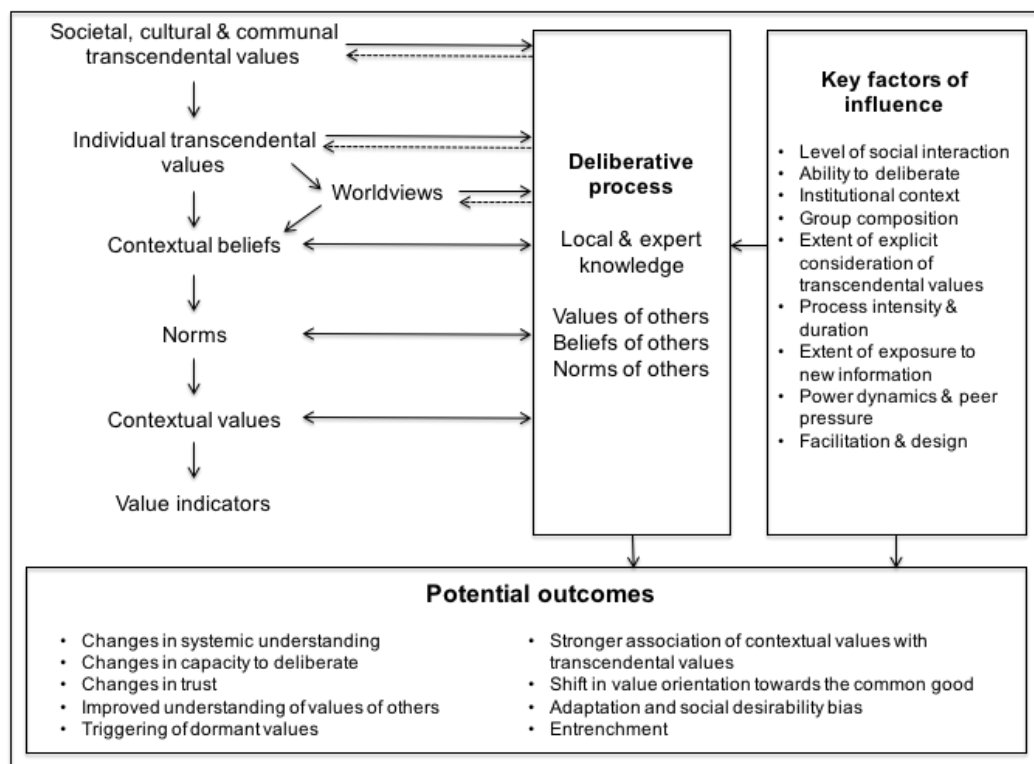 Societal, cultural & communal
transcendental values
Individual transcendental
values
Worldviews
Contextual beliefs
Norms
Contextual values
Value indicators
Deliberative
process
Local & expert
knowledge
Values of others
Beliefs of others
Norms of others
Key factors of
influence
• Level of social interaction
• Ability to deliberate
• Institutional context
• Group composition
• Extent of explicit
consideration of
transcendental values
• Process intensity &
duration
• Extent of exposure to
new information
• Power dynamics & peer
pressure
• Facilitation & design
Potential outcomes
• Changes in systemic understanding
• Changes in capacity to deliberate
• Changes in trust
• Improved understanding of values of others
• Triggering of dormant values
• Stronger association of contextual values with
transcendental values
• Shift in value orientation towards the common good
• Adaptation and social desirability bias
• Entrenchment